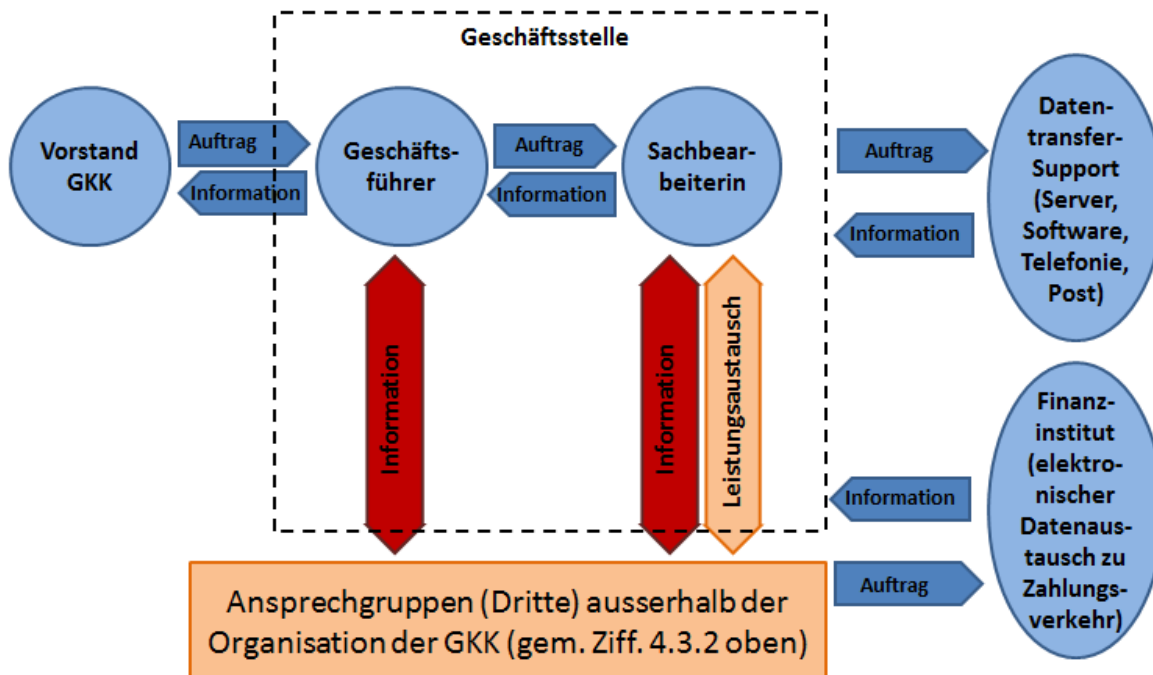 Geschäftsstelle
Vorstand
GKK
Auftrag
Information
Geschäfts-
führer
Auftrag
Information
Sachbear-
beiterin
Auftrag
Information
Daten-
transfer-
Support
(Server,
Software,
Telefonie,
Post)
Information
Information
Leistungsaustausch
Information
Auftrag
Finanz-
institut
(elektro-
nischer
Datenaus-
tausch zu
Zahlungs-
verkehr)
Ansprechgruppen (Dritte) ausserhalb der
Organisation der GKK (gem. Ziff. 4.3.2 oben)